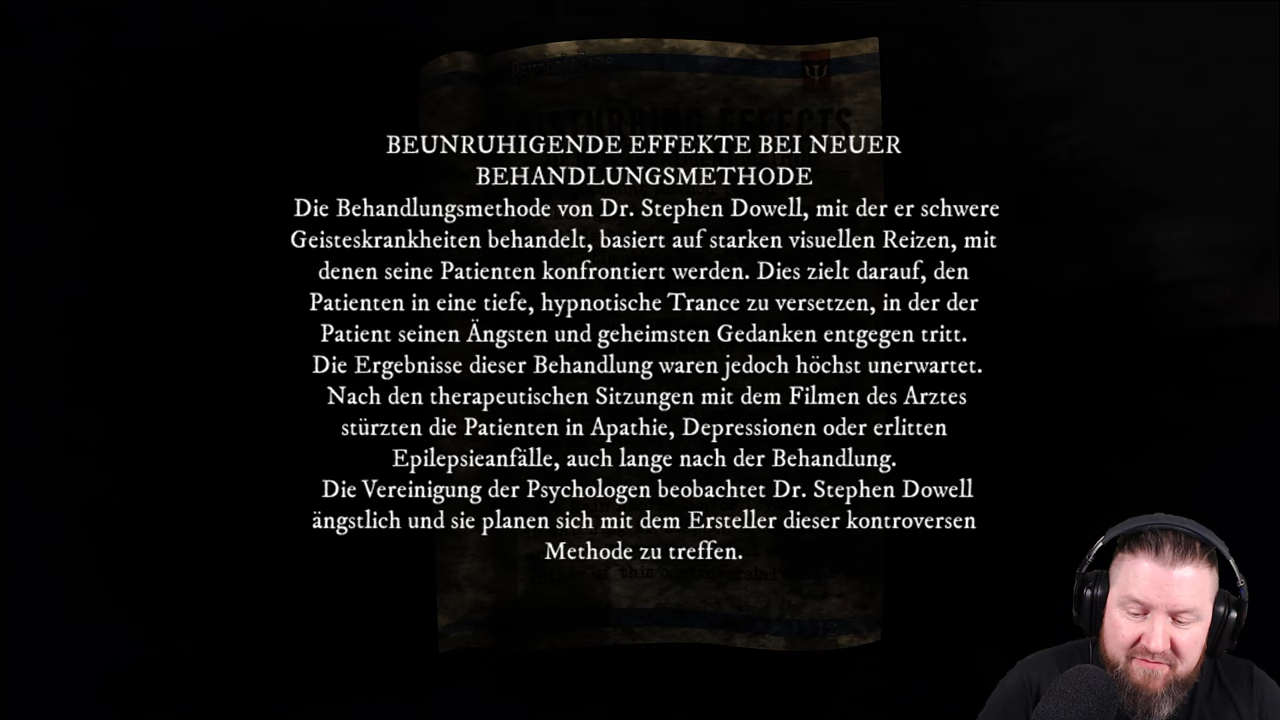 BEUNRUHIGENDE EFFEKTE BEI NEUER
BEHANDLUNGSMETHODE
Die Behandlungsmethode von Dr. Stephen Dowell, mit der er schwere
Geisteskrankheiten behandelt, basiert auf starken visuellen Reizen, mit
denen seine Patienten konfrontiert werden. Dies zielt darauf, den
Patienten in eine tiefe, hypnotische Trance zu versetzen, in der der
Patient seinen Ängsten und geheimsten Gedanken entgegen tritt.
Die Ergebnisse dieser Behandlung waren jedoch höchst unerwartet.
Nach den therapeutischen Sitzungen mit dem Filmen des Arztes
stürzten die Patienten in Apathie, Depressionen oder erlitten
Epilepsieanfälle, auch lange nach der Behandlung.
Die Vereinigung der Psychologen beobachtet Dr. Stephen Dowell
ängstlich und sie planen sich mit dem Ersteller dieser kontroversen
Methode zu treffen.
DISTURBING EFFECTS
of this controversial